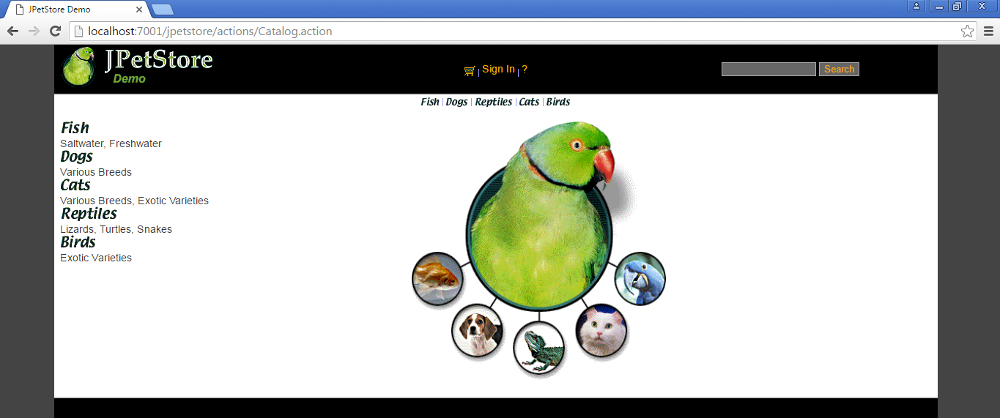 JPetStore Demo
localhost:7001/jpetstore/actions/Catalog.action
JPetStore
Demo
| Sign In | ?
Search
Fish | Dogs | Reptiles | Cats | Birds
Fish
Saltwater, Freshwater
Dogs
Various Breeds
Cats
Various Breeds, Exotic Varieties
Reptiles
Lizards, Turtles, Snakes
Birds
Exotic Varieties